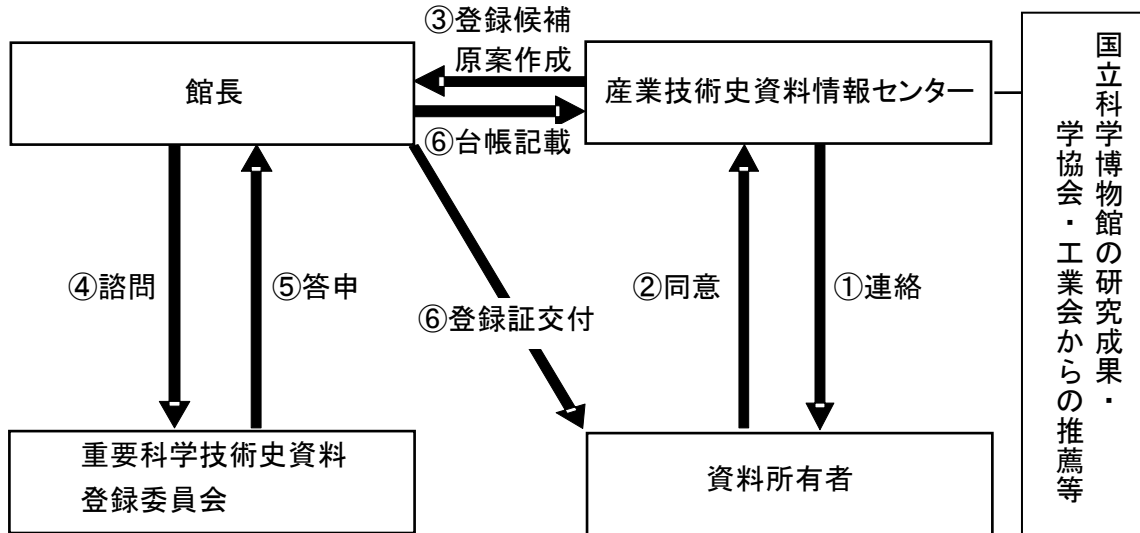 ③登録候補
原案作成
館長
産業技術史資料情報センター
⑥台帳記載
④諮問
⑤答申
②同意
①連絡
⑥登録証交付
重要科学技術史資料
登録委員会
資料所有者
国立科学博物館の研究成果・
学協会・工業会からの推薦等